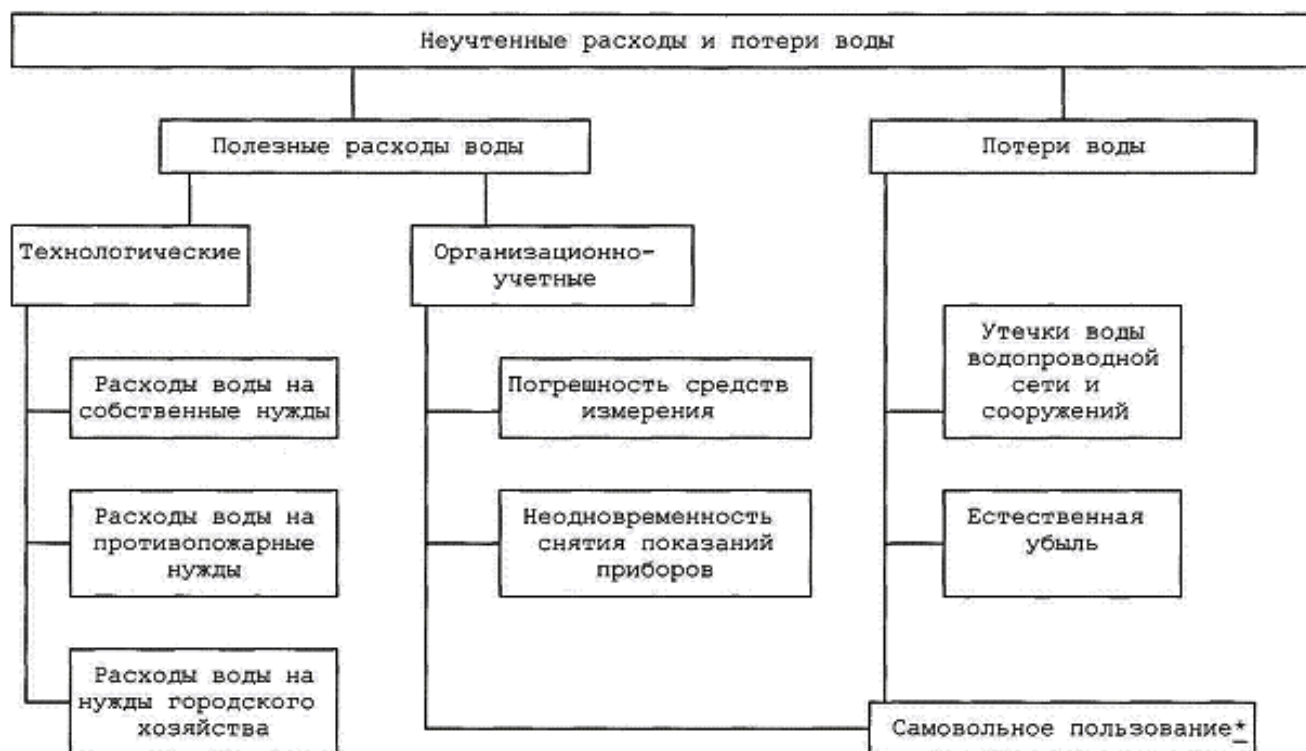 Неучтенные расходы и потери воды
Полезные расходы воды
Потери воды
Технологические
Организационно-
учетные
Утечки воды
водопроводной
сети и
сооружений
Расходы воды на
собственные нужды
Погрешность средств
измерения
Расходы воды на
противопожарные
нужды
Неодновременность
снятия показаний
приборов
Естественная
убыль
Расходы воды на
нужды городского
хозяйства
Самовольное пользование*